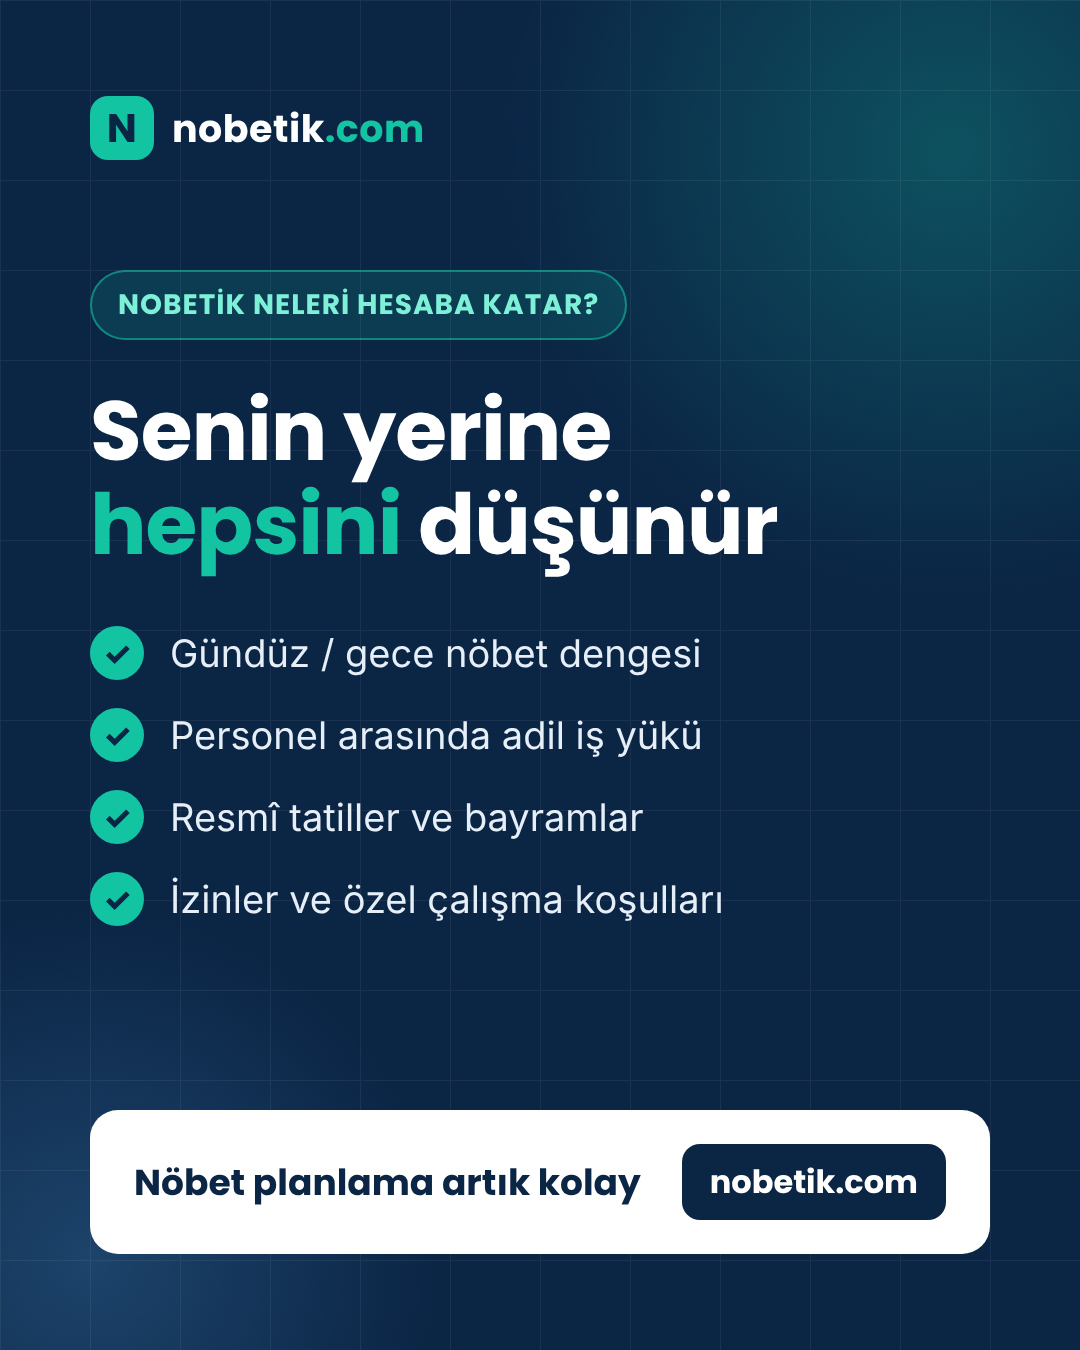 N nobetik.com
NOBETİK NELERİ HESABA KATAR?
Senin yerine
hepsini düşünür
Gündüz / gece nöbet dengesi
Personel arasında adil iş yükü
Resmî tatiller ve bayramlar
İzinler ve özel çalışma koşulları
Nöbet planlama artık kolay nobetik.com